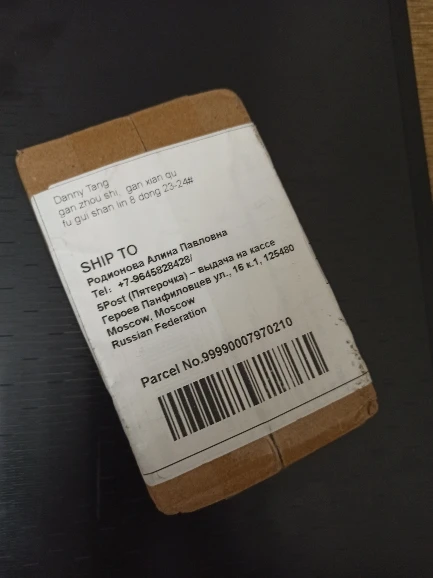 Danny Tang
gan zhou shi, gan xian qu
fu gui shan lin 8 dong 23-24#
SHIP TO
Родионова Алина Павловна
Tel: +7-9645828428/
5Post (Пятерочка) – выдача на кассе
Героев Панфиловцев ул., 16 к.1, 125480
Moscow, Moscow
Russian Federation
Parcel No.99990007970210